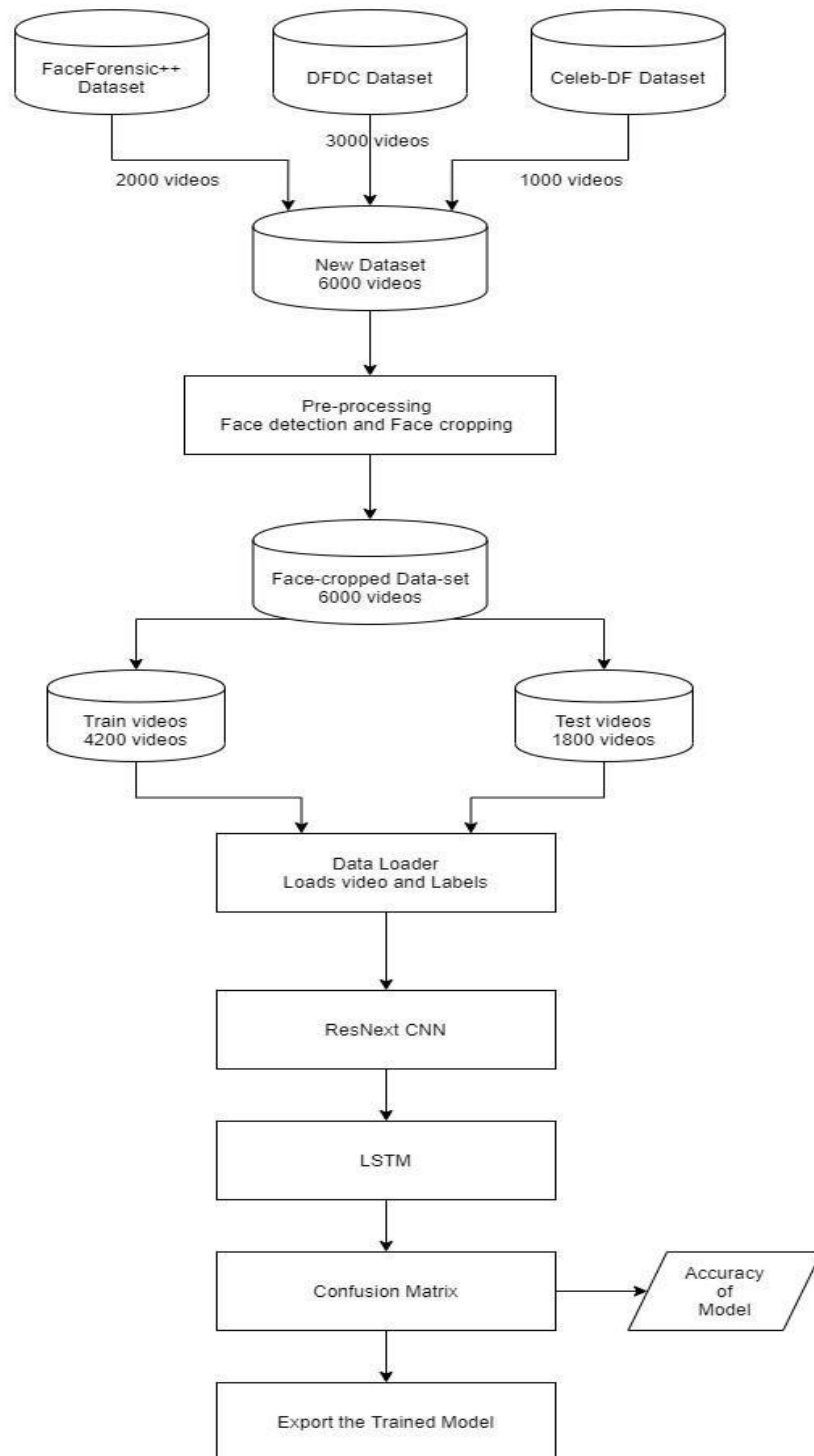 FaceForensic++
Dataset
DFDC Dataset
Celeb-DF Dataset
3000 videos
2000 videos
1000 videos
New Dataset
6000 videos
Pre-processing
Face detection and Face cropping
Face-cropped Data-set
6000 videos
Train videos
4200 videos
Test videos
1800 videos
Data Loader
Loads video and Labels
ResNext CNN
LSTM
Confusion Matrix
Accuracy
of
Model
Export the Trained Model